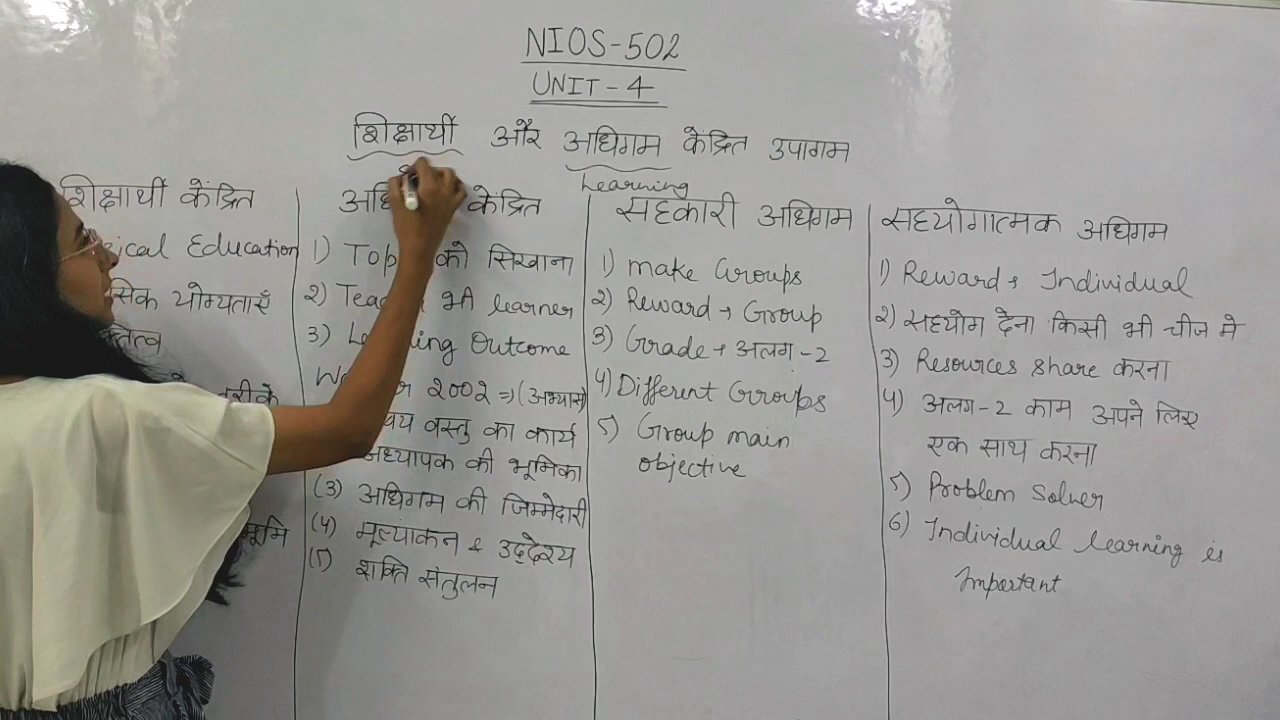 NIOS-502
UNIT-4
शिक्षार्थी और अधिगम केंद्रित उपागम
Learning
शिक्षार्थी केंद्रित
Education
योग्यताएँ
तरीके
केंद्रित
1) को सिखाना
2) भी learner
3) Outcome
2002 ⇒ (अभ्यास)
वस्तु का कार्य
अध्यापक की भूमिका
(3) अधिगम की जिम्मेदारी
(4) मूल्यांकन & उद्देश्य
(5) शक्ति संतुलन
सहकारी अधिगम
1) make Groups
2) Reward → Group
3) Grade → अलग-2
4) Different Groups
5) Group main
objective
सहयोगात्मक अधिगम
1) Reward → Individual
2) सहयोग देना किसी भी चीज मे
3) Resources share करना
4) अलग-2 काम अपने लिए
एक साथ करना
5) Problem Solver
6) Individual learning is
Important